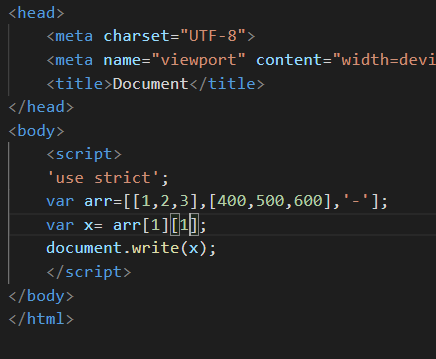 <head>
<meta charset="UTF-8">
<meta name="viewport" content="width=devi
<title>Document</title>
</head>
<body>
<script>
'use strict';
var arr=[[1,2,3],[400,500,600],'-'];
var x= arr[1][1];
document.write(x);
</script>
</body>
</html>